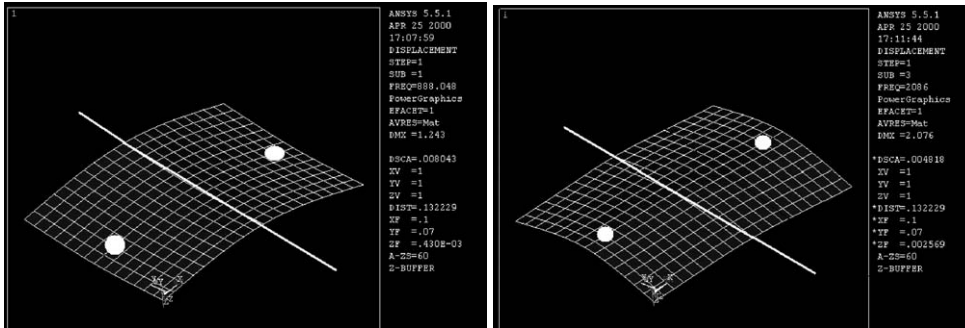 1
ANSYS 5.5.1
APR 25 2000
17:07:59
DISPLACEMENT
STEP=1
SUB =1
FREQ=888.048
PowerGraphics
EFACET=1
AVRES=Mat
DMX =1.243
DSCA=.008043
XV =1
YV =1
ZV =1
DIST=.132229
XF =.1
YF =.07
ZF =.430E-03
A-ZS=60
Z-BUFFER
1
ANSYS 5.5.1
APR 25 2000
17:11:44
DISPLACEMENT
STEP=1
SUB =3
FREQ=2086
PowerGraphics
EFACET=1
AVRES=Mat
DMX =2.076
*DSCA=.004818
XV =1
YV =1
ZV =1
*DIST=.132229
*XF =.1
*YF =.07
*ZF =.002569
A-ZS=60
Z-BUFFER